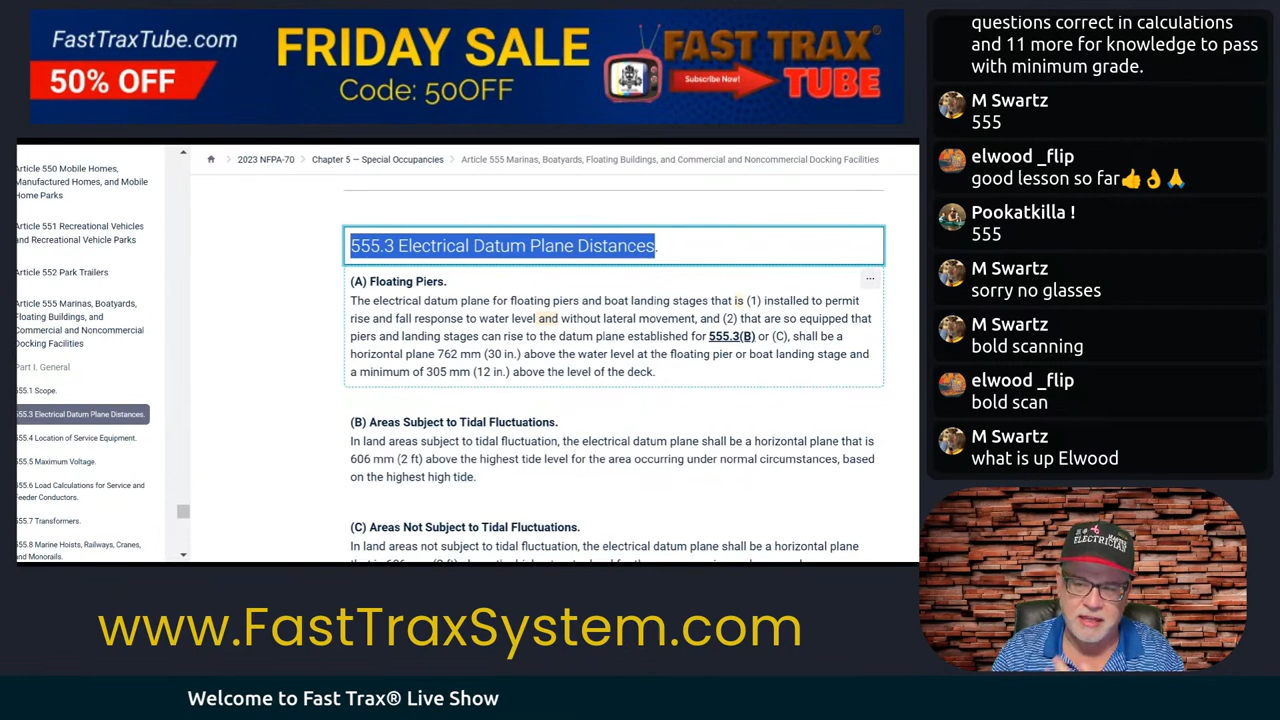 FastTraxTube.com
50% OFF
FRIDAY SALE
Code: 50OFF
FAST TRAX®
Subscribe Now!
TUBE
questions correct in calculations
and 11 more for knowledge to pass
with minimum grade.
M Swartz
555
elwood _flip
good lesson so far👍👌🙏
Pookatkilla !
555
M Swartz
sorry no glasses
M Swartz
bold scanning
elwood _flip
bold scan
M Swartz
what is up Elwood
Article 550 Mobile Homes,
Manufactured Homes, and Mobile
Home Parks
Article 551 Recreational Vehicles
and Recreational Vehicle Parks
Article 552 Park Trailers
Article 555 Marinas, Boatyards,
Floating Buildings, and
Commercial and Noncommercial
Docking Facilities
Part I. General
555.1 Scope.
555.3 Electrical Datum Plane Distances.
555.4 Location of Service Equipment.
555.5 Maximum Voltage.
555.6 Load Calculations for Service and
Feeder Conductors.
555.7 Transformers.
555.8 Marine Hoists, Railways, Cranes,
and Monorails.
2023 NFPA-70 > Chapter 5 — Special Occupancies > Article 555 Marinas, Boatyards, Floating Buildings, and Commercial and Noncommercial Docking Facilities
555.3 Electrical Datum Plane Distances.
(A) Floating Piers.
The electrical datum plane for floating piers and boat landing stages that is (1) installed to permit
rise and fall response to water level and without lateral movement, and (2) that are so equipped that
piers and landing stages can rise to the datum plane established for 555.3(B) or (C), shall be a
horizontal plane 762 mm (30 in.) above the water level at the floating pier or boat landing stage and
a minimum of 305 mm (12 in.) above the level of the deck.
(B) Areas Subject to Tidal Fluctuations.
In land areas subject to tidal fluctuation, the electrical datum plane shall be a horizontal plane that is
606 mm (2 ft) above the highest tide level for the area occurring under normal circumstances, based
on the highest high tide.
(C) Areas Not Subject to Tidal Fluctuations.
In land areas not subject to tidal fluctuation, the electrical datum plane shall be a horizontal plane
MASTER
ELECTRICIAN
www.FastTraxSystem.com
Welcome to Fast Trax® Live Show